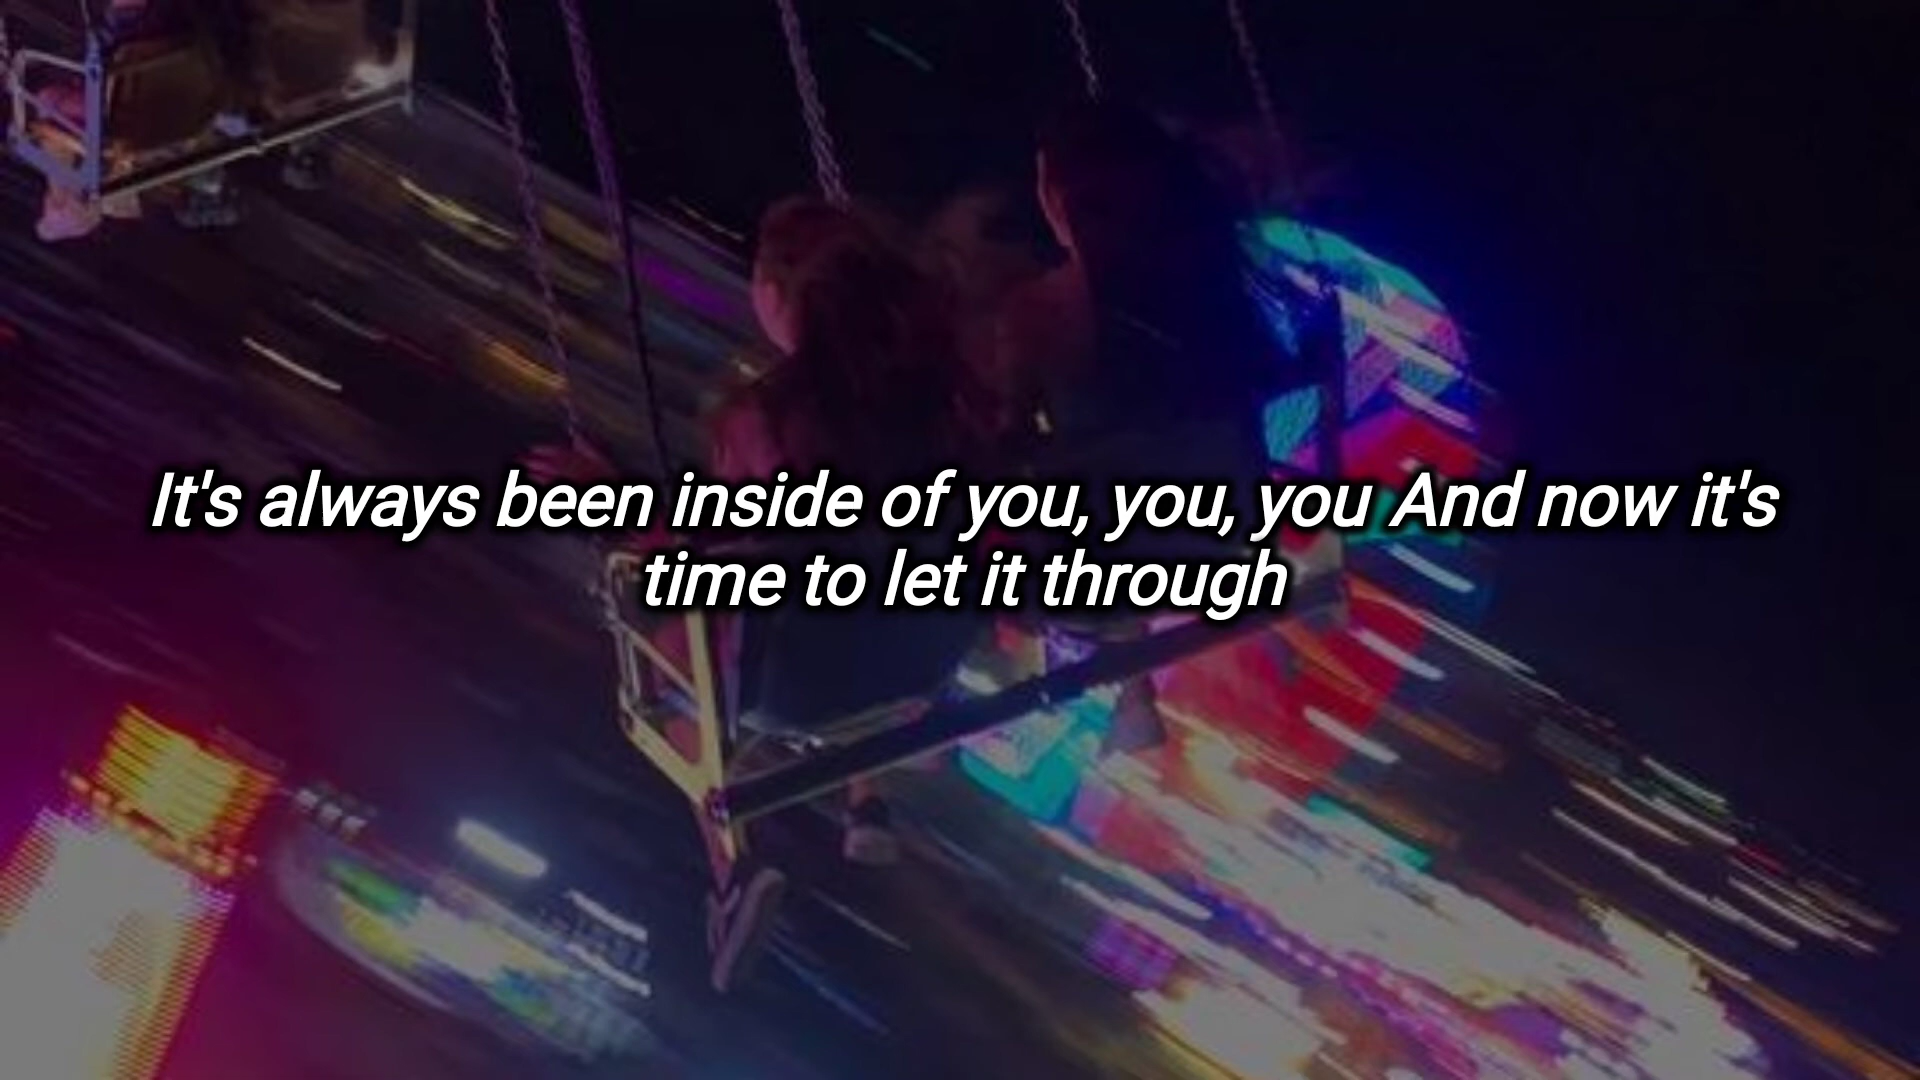 It's always been inside of you, you, you And now it's
time to let it through